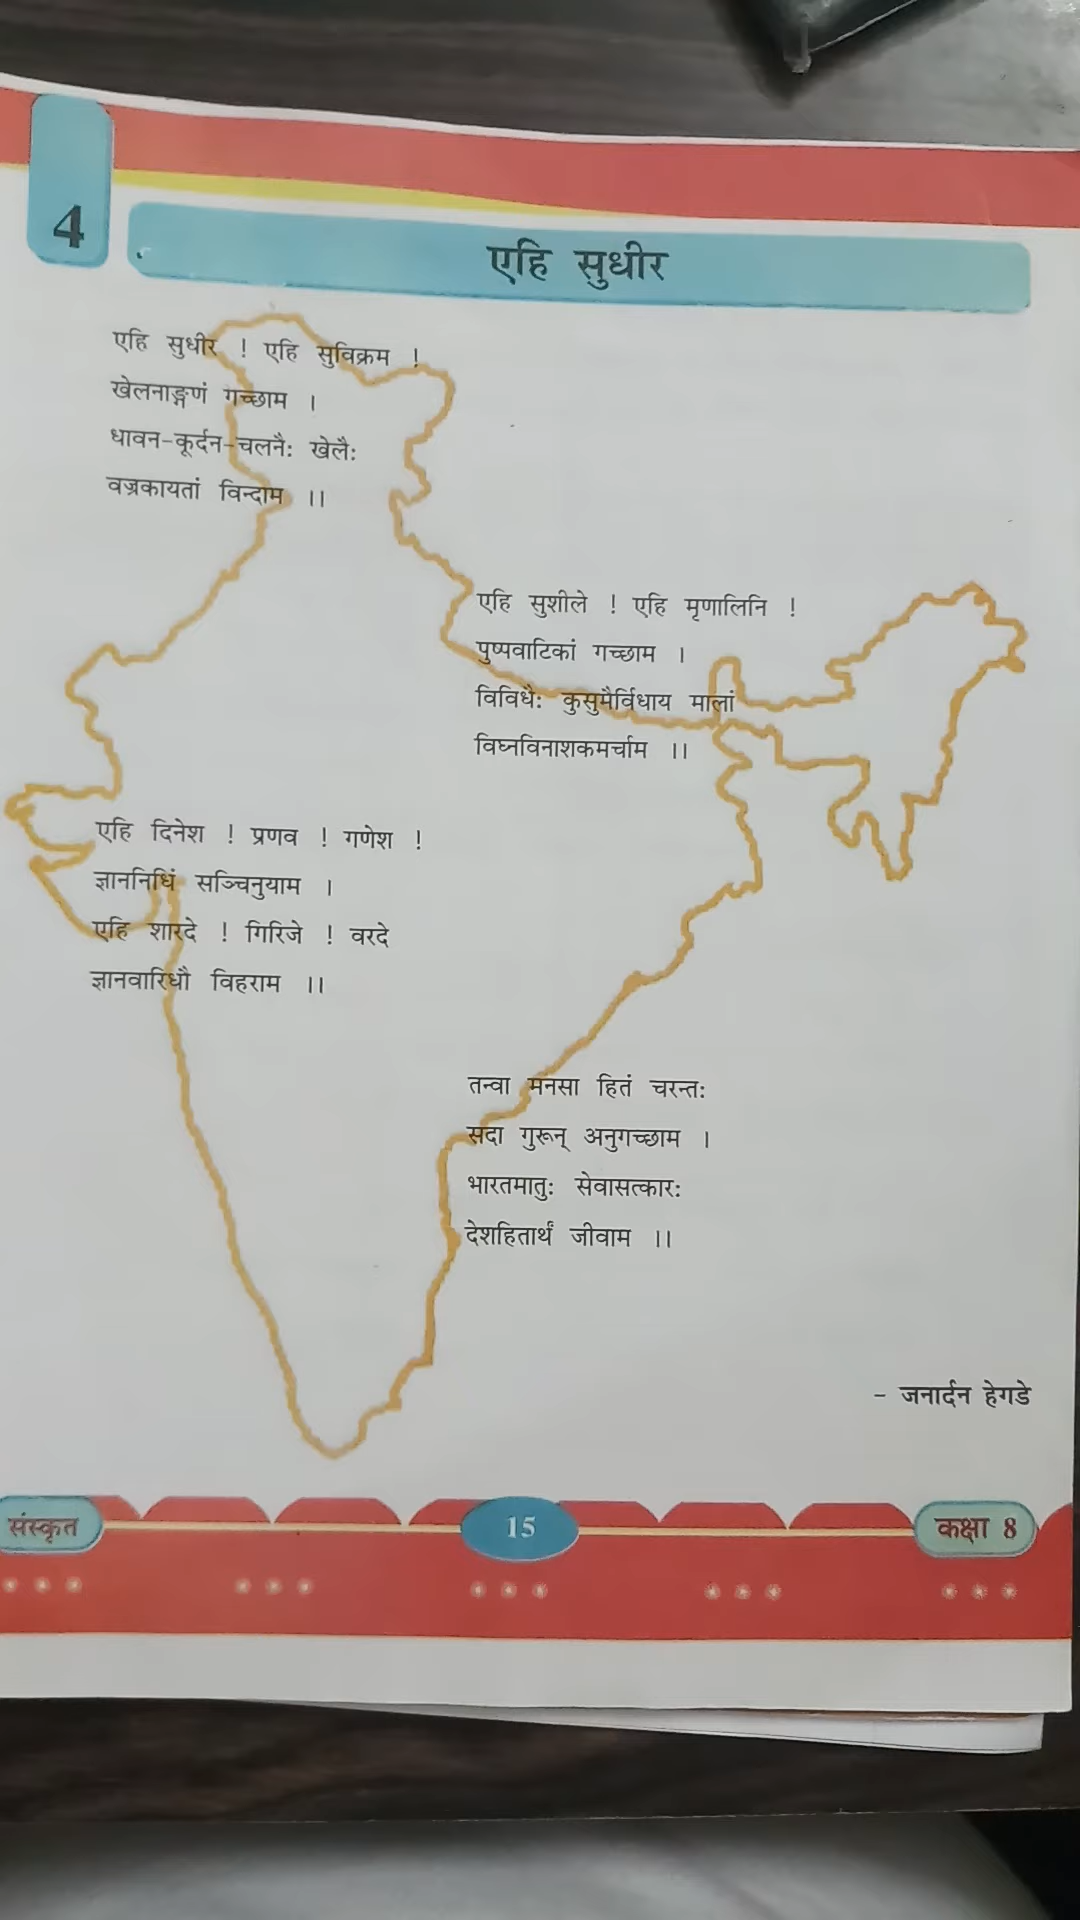 4
एहि सुधीर
एहि सुधीर ! एहि सुविक्रम !
खेलनाङ्गणं गच्छाम ।
धावन-कूर्दन-चलनैः खेलैः
वज्रकायतां विन्दाम ।।
एहि सुशीले ! एहि मृणालिनि !
पुष्पवाटिकां गच्छाम ।
विविधैः कुसुमैर्विधाय मालां
विघ्नविनाशकमर्चाम ।।
एहि दिनेश ! प्रणव ! गणेश !
ज्ञाननिधिं सञ्चिनुयाम ।
एहि शारदे ! गिरिजे ! वरदे
ज्ञानवारिधौ विहराम ।।
तन्वा मनसा हितं चरन्तः
सदा गुरून् अनुगच्छाम ।
भारतमातुः सेवासत्कारः
देशहितार्थं जीवाम ।।
- जनार्दन हेगडे
संस्कृत 15 कक्षा 8